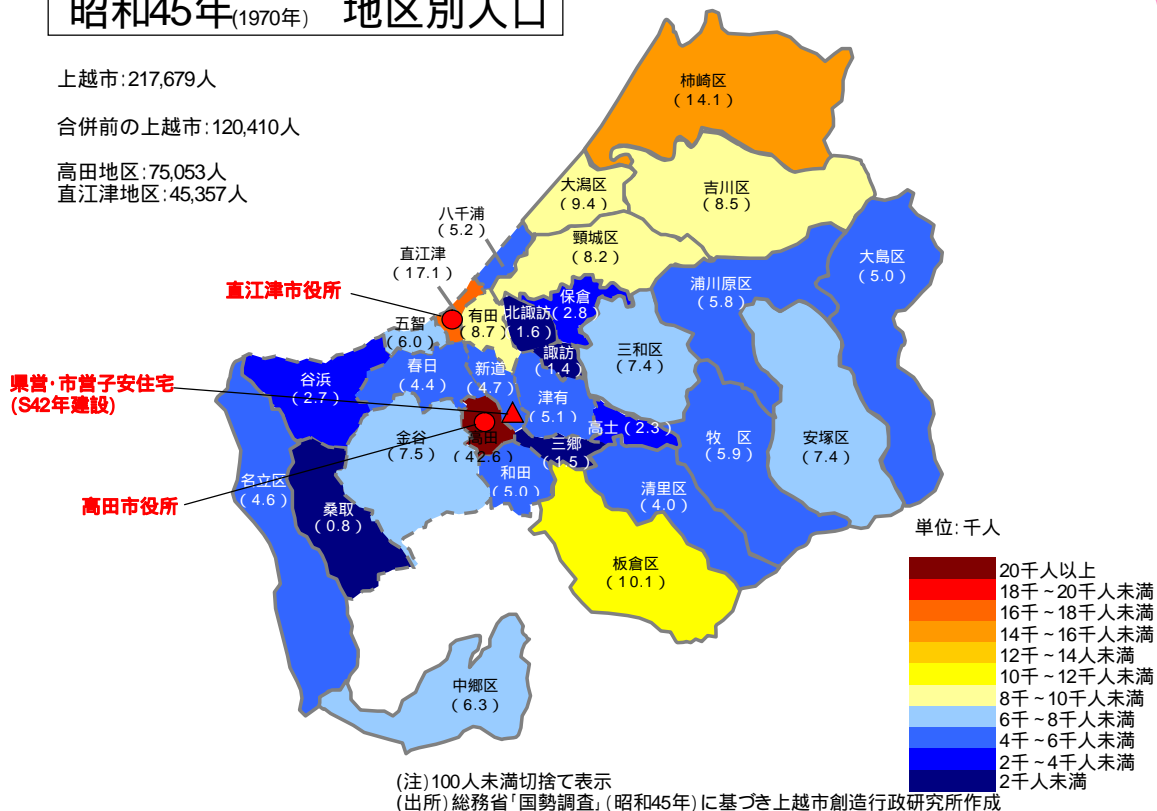 昭和45年(1970年) 地区別人口
上越市:217,679人
合併前の上越市:120,410人
高田地区:75,053人
直江津地区:45,357人
柿崎区
(14.1)
大潟区
(9.4)
吉川区
(8.5)
八千浦
(5.2)
頸城区
(8.2)
大島区
(5.0)
直江津
(17.1)
浦川原区
(5.8)
直江津市役所
保倉
(2.8)
有田
(8.7)
北諏訪
(1.6)
五智
(6.0)
三和区
(7.4)
諏訪
(1.4)
春日
(4.4)
新道
(4.7)
谷浜
(2.7)
県営・市営子安住宅
(S42年建設)
津有
(5.1)
高士(2.3)
金谷
(7.5)
高田
(42.6)
三郷
(1.5)
牧 区
(5.9)
安塚区
(7.4)
和田
(5.0)
名立区
(4.6)
清里区
(4.0)
高田市役所
桑取
(0.8)
板倉区
(10.1)
中郷区
(6.3)
単位:千人
20千人以上
18千~20千人未満
16千~18千人未満
14千~16千人未満
12千~14人未満
10千~12千人未満
8千~10千人未満
6千~8千人未満
4千~6千人未満
2千~4千人未満
2千人未満
(注)100人未満切捨て表示
(出所)総務省「国勢調査」(昭和45年)に基づき上越市創造行政研究所作成